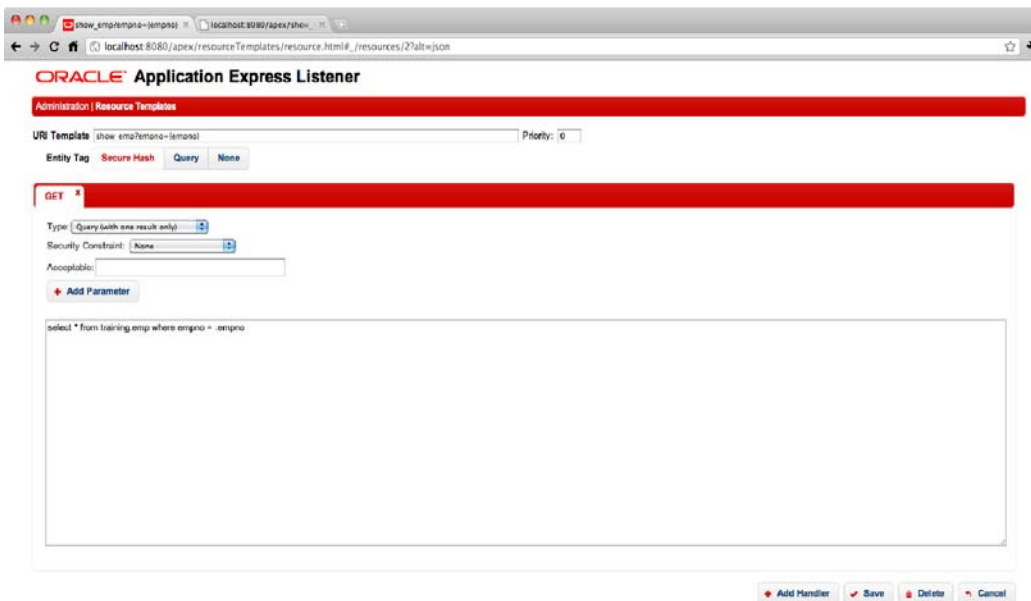 show_emp/empno={empno}
localhost:8080/apex/show_
localhost:8080/apex/resourceTemplates/resource.html#_/resources/2?alt=json
ORACLE Application Express Listener
Administration | Resource Templates
URI Template show emp?empno={empno} Priority: 0
Entity Tag Secure Hash Query None
GET x
Type: Query (with one result only)
Security Constraint: None
Acceptable:
+ Add Parameter
select * from training.emp where empno = :empno
+ Add Handler Save Delete Cancel